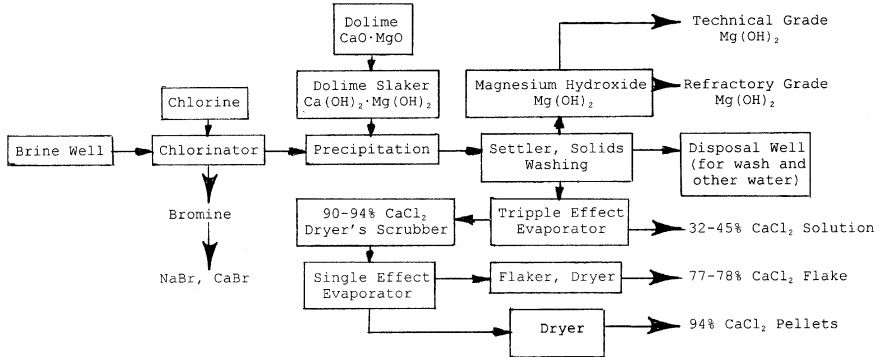 Dolime
CaO·MgO
Technical Grade
Mg(OH)₂
Dolime Slaker
Ca(OH)₂·Mg(OH)₂
Magnesium Hydroxide
Mg(OH)₂
Refractory Grade
Mg(OH)₂
Chlorine
Brine Well
Chlorinator
Precipitation
Settler, Solids
Washing
Disposal Well
(for wash and
other water)
Bromine
NaBr, CaBr
90-94% CaCl₂
Dryer's Scrubber
Tripple Effect
Evaporator
32-45% CaCl₂ Solution
Single Effect
Evaporator
Flaker, Dryer
77-78% CaCl₂ Flake
Dryer
94% CaCl₂ Pellets